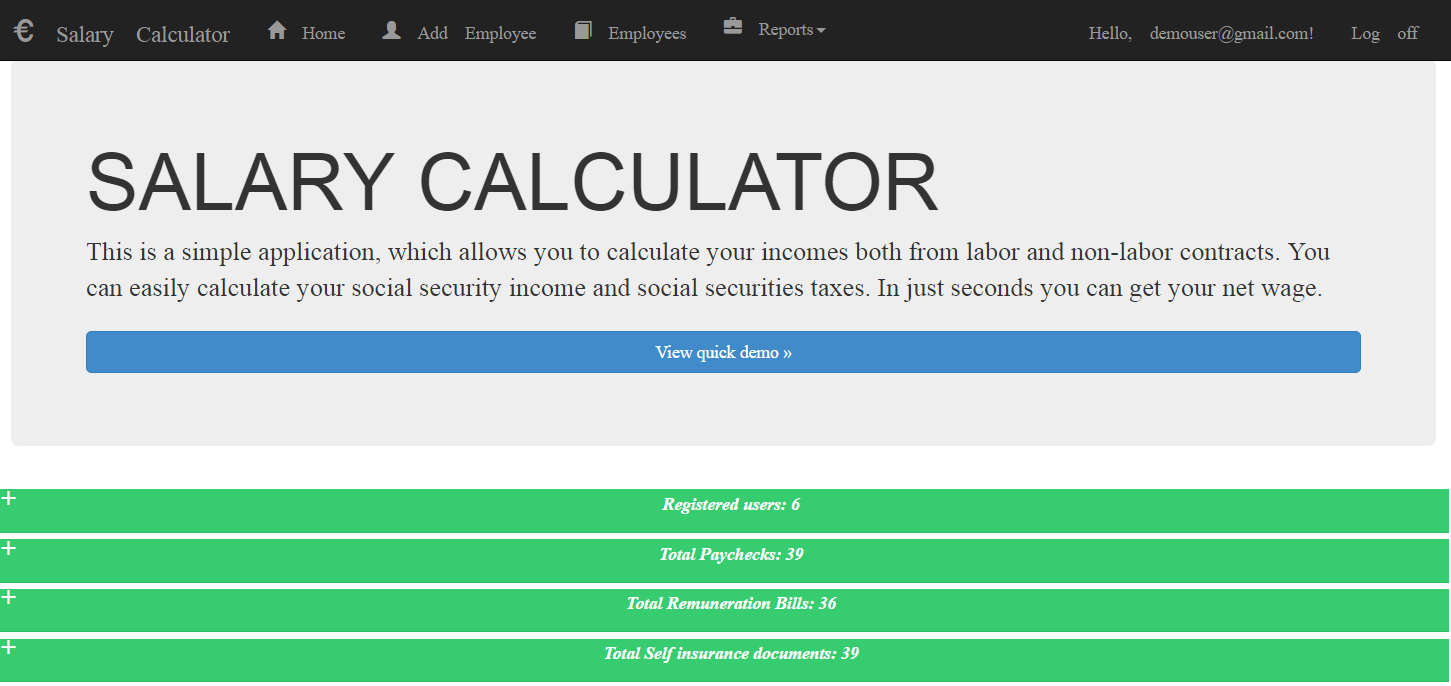 € Salary Calculator Home Add Employee Employees Reports Hello, demouser@gmail.com! Log off
SALARY CALCULATOR
This is a simple application, which allows you to calculate your incomes both from labor and non-labor contracts. You
can easily calculate your social security income and social securities taxes. In just seconds you can get your net wage.
View quick demo »
Registered users: 6
Total Paychecks: 39
Total Remuneration Bills: 36
Total Self insurance documents: 39